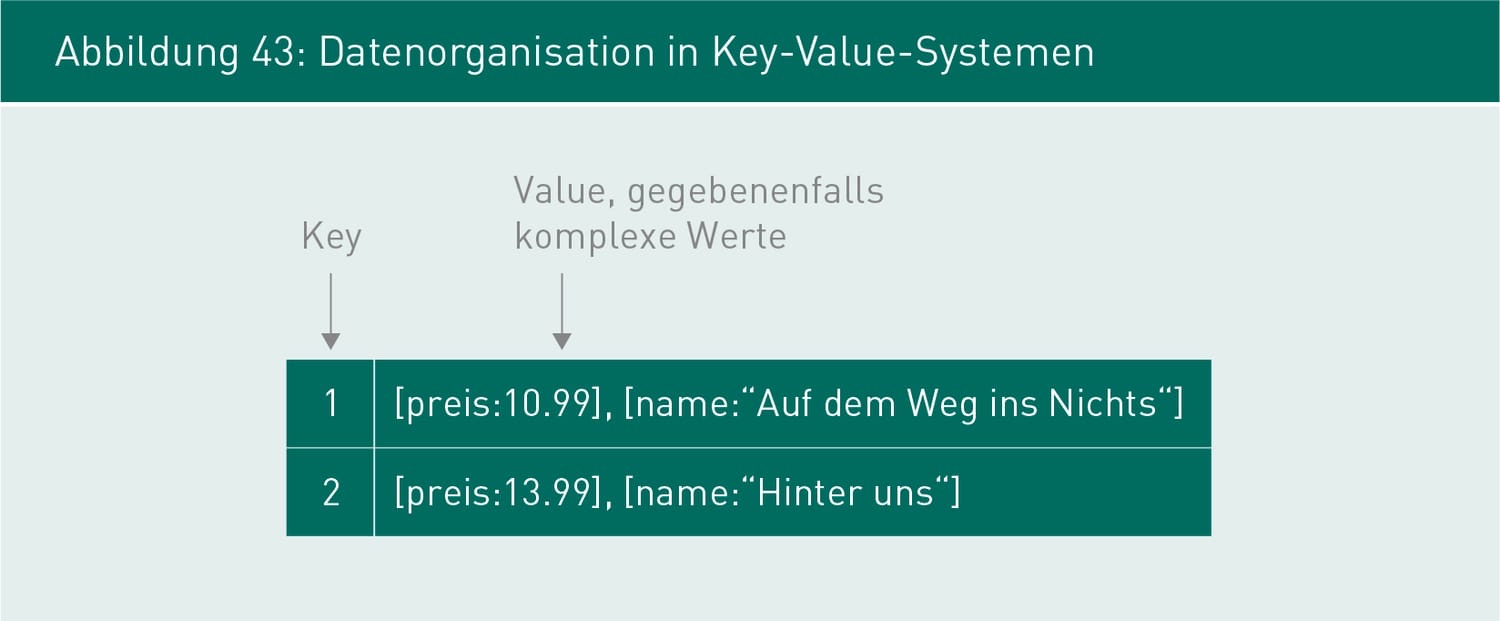 Abbildung 43: Datenorganisation in Key-Value-Systemen
Value, gegebenenfalls
komplexe Werte
Key
1 [preis:10.99], [name:“Auf dem Weg ins Nichts“]
2 [preis:13.99], [name:“Hinter uns“]